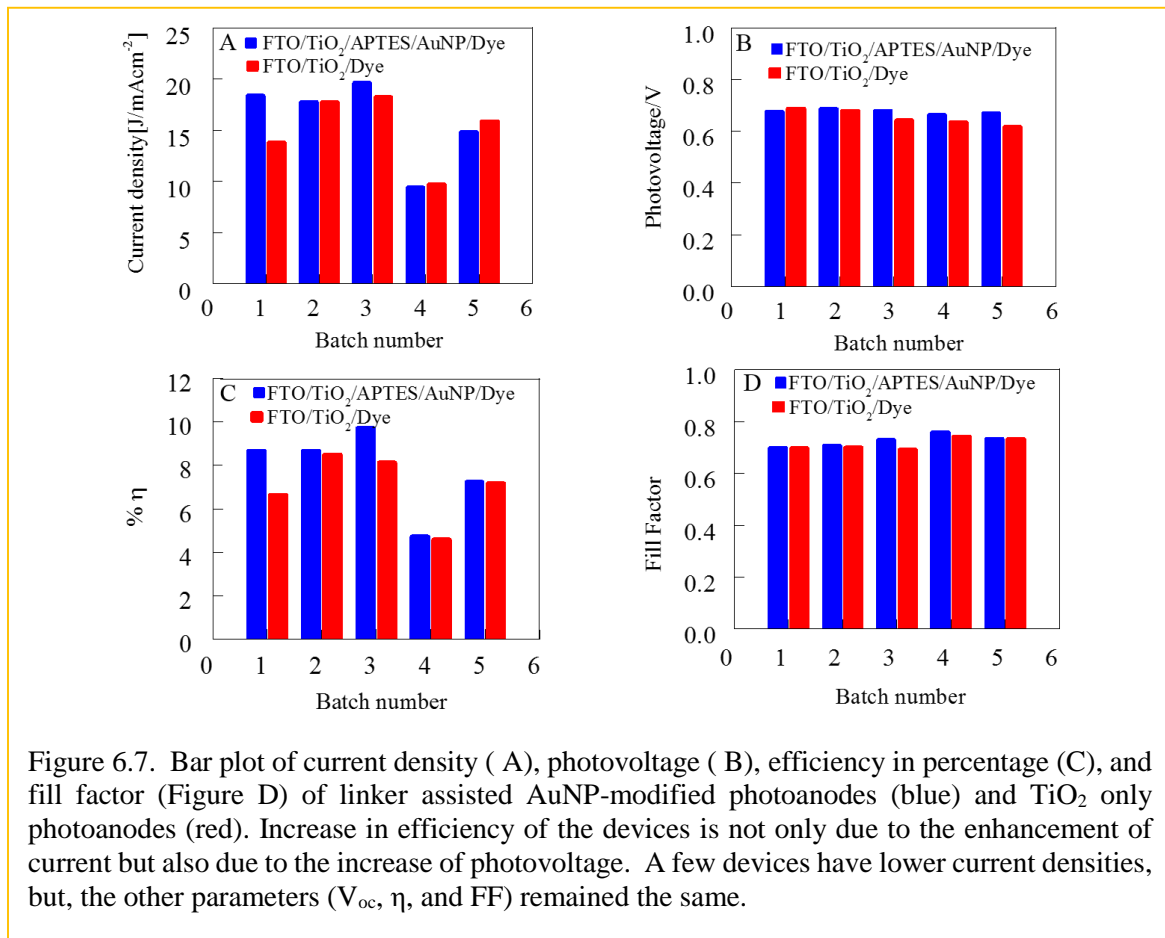 A
FTO/TiO₂/APTES/AuNP/Dye
FTO/TiO₂/Dye
Current density[J/mAcm⁻²]
25
20
15
10
5
0
0 1 2 3 4 5 6
Batch number
B
FTO/TiO₂/APTES/AuNP/Dye
FTO/TiO₂/Dye
Photovoltage/V
1.0
0.8
0.6
0.4
0.2
0.0
0 1 2 3 4 5 6
Batch number
C
FTO/TiO₂/APTES/AuNP/Dye
FTO/TiO₂/Dye
% η
12
10
8
6
4
2
0
0 1 2 3 4 5 6
Batch number
D
FTO/TiO₂/APTES/AuNP/Dye
FTO/TiO₂/Dye
Fill Factor
1.0
0.8
0.6
0.4
0.2
0.0
0 1 2 3 4 5 6
Batch number
Figure 6.7. Bar plot of current density ( A), photovoltage ( B), efficiency in percentage (C), and
fill factor (Figure D) of linker assisted AuNP-modified photoanodes (blue) and TiO₂ only
photoanodes (red). Increase in efficiency of the devices is not only due to the enhancement of
current but also due to the increase of photovoltage. A few devices have lower current densities,
but, the other parameters (Vₒc, η, and FF) remained the same.